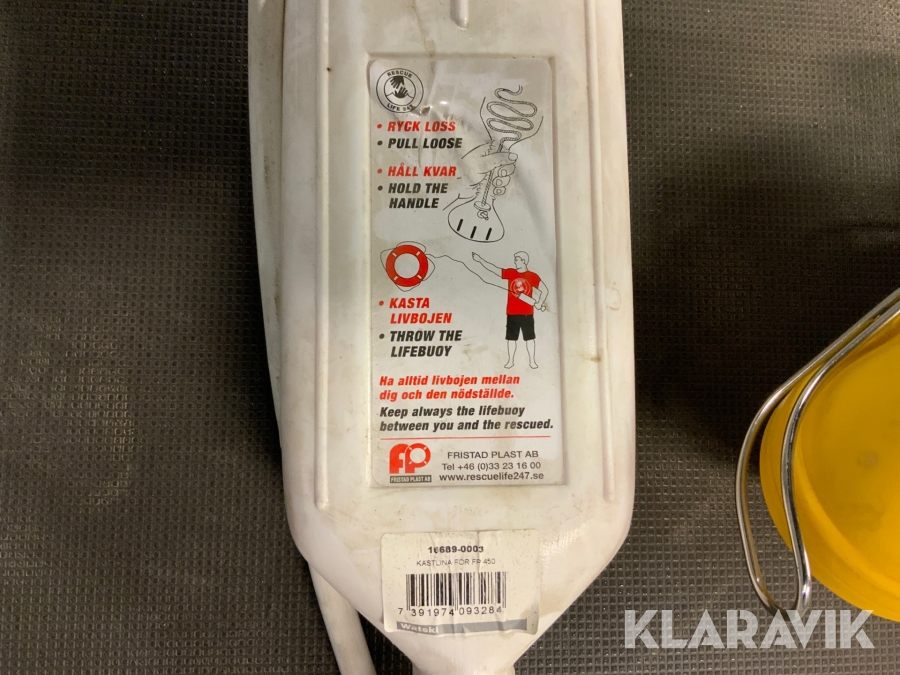 RESCUE
LIFE 247
• RYCK LOSS
• PULL LOOSE
• HÅLL KVAR
• HOLD THE
HANDLE
• KASTA
LIVBOJEN
• THROW THE
LIFEBUOY
Ha alltid livbojen mellan
dig och den nödställde.
Keep always the lifebuoy
between you and the rescued.
FP
FRISTAD PLAST AB
FRISTAD PLAST AB
Tel +46 (0)33 23 16 00
www.rescuelife247.se
16689-0003
KASTLINA FÖR FP 450
7 391974 093284
Watski
KLARAVIK